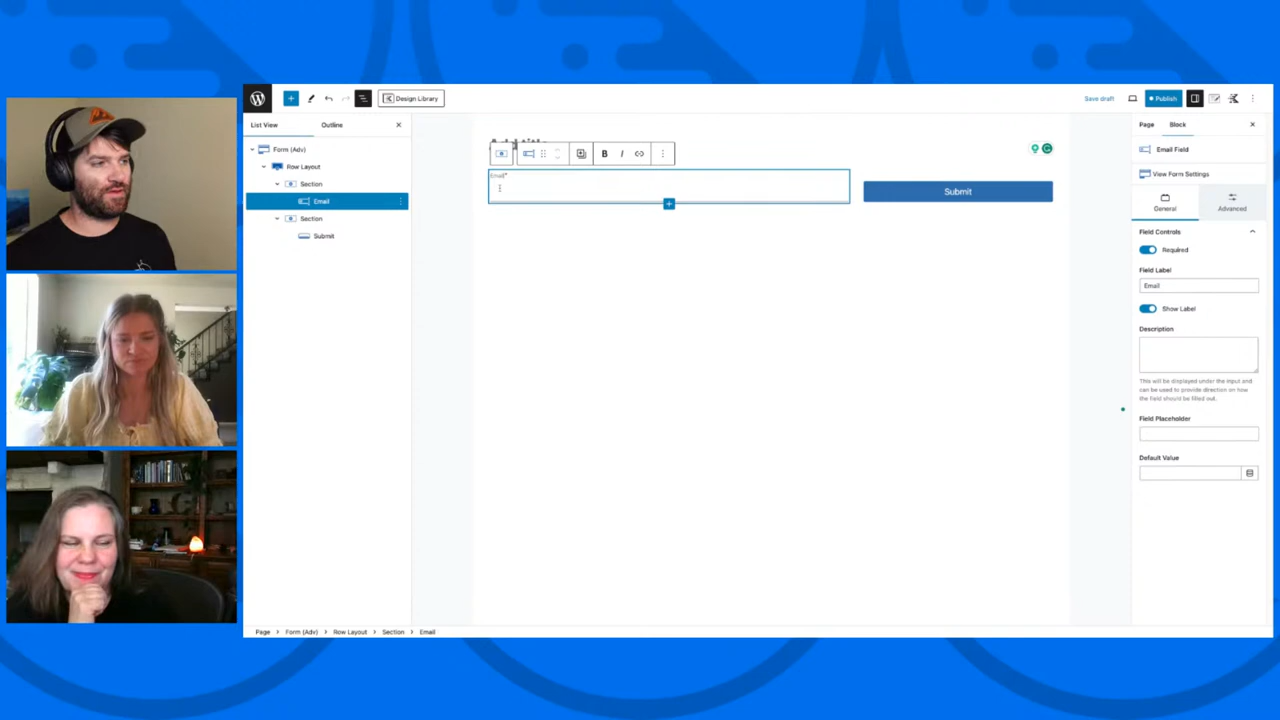 Design Library
Save draft
Publish
List View
Outline
Page
Block
Form (Adv)
Email Field
Row Layout
View Form Settings
Section
Email*
Email
Submit
General
Advanced
Section
Submit
Field Controls
Required
Field Label
Email
Show Label
Description
This will be displayed under the input and
can be used to provide direction on how
the field should be filled out.
Field Placeholder
Default Value
Page > Form (Adv) > Row Layout > Section > Email